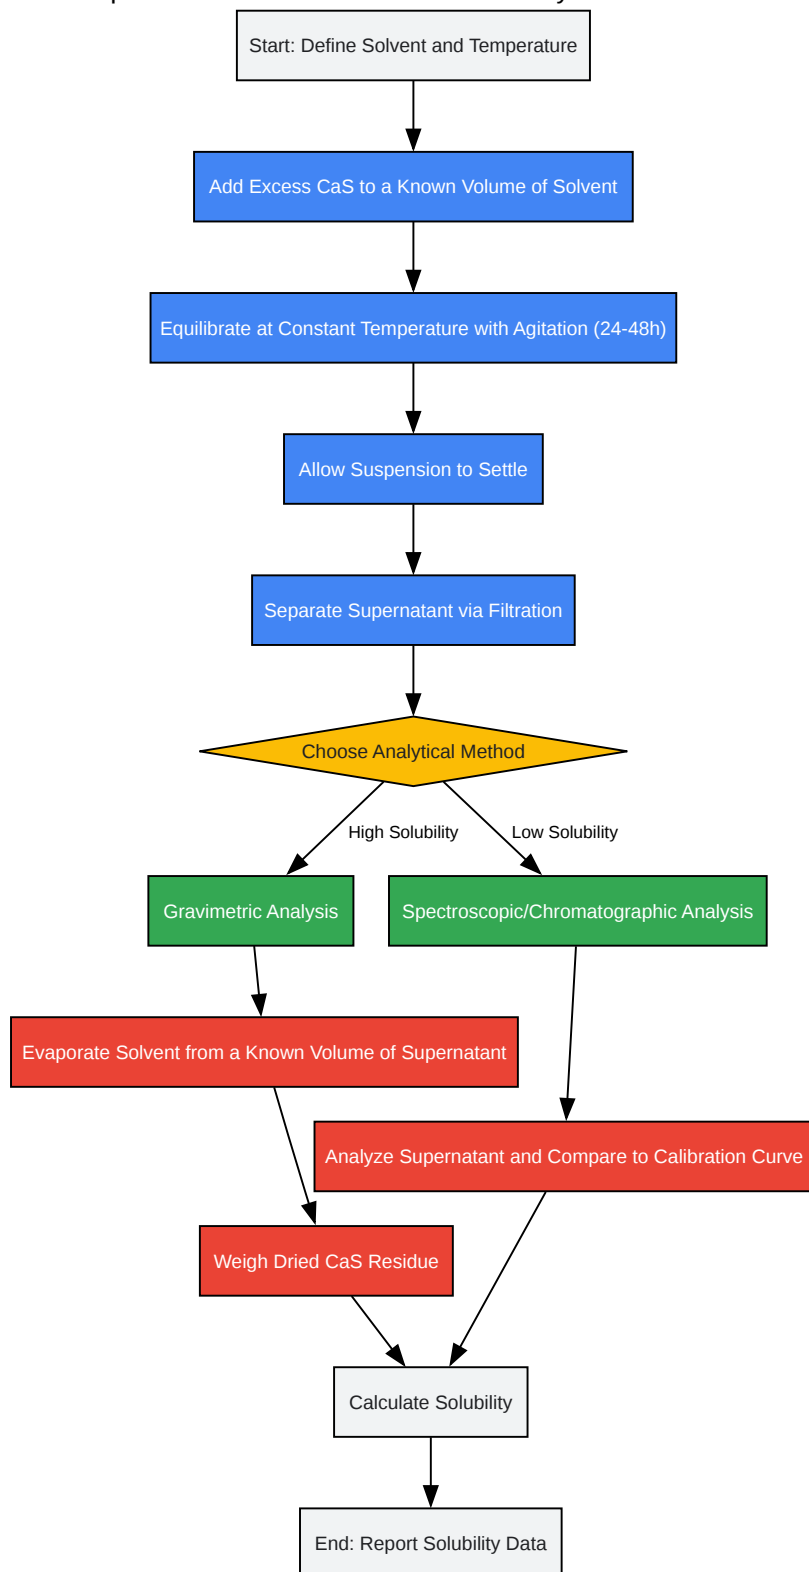 Start: Define Solvent and Temperature
Add Excess CaS to a Known Volume of Solvent
Equilibrate at Constant Temperature with Agitation (24-48h)
Allow Suspension to Settle
Separate Supernatant via Filtration
Choose Analytical Method
High Solubility
Low Solubility
Gravimetric Analysis
Spectroscopic/Chromatographic Analysis
Evaporate Solvent from a Known Volume of Supernatant
Analyze Supernatant and Compare to Calibration Curve
Weigh Dried CaS Residue
Calculate Solubility
End: Report Solubility Data